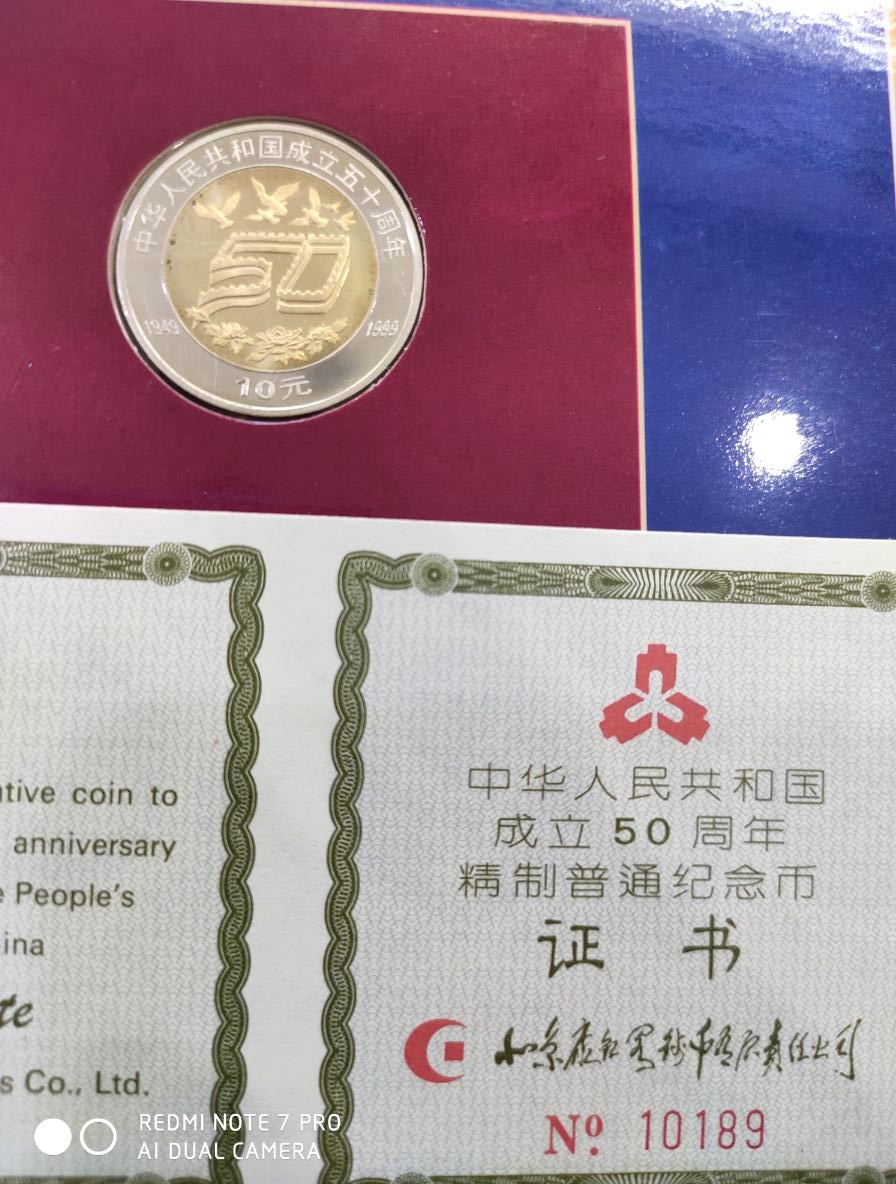 中华人民共和国成立五十周年
1949 1999
10元
50
中华人民共和国
成立 50 周年
精制普通纪念币
证 书
Nº 10189
tive coin to
anniversary
People's
ina
te
s Co., Ltd.
REDMI NOTE 7 PRO
AI DUAL CAMERA